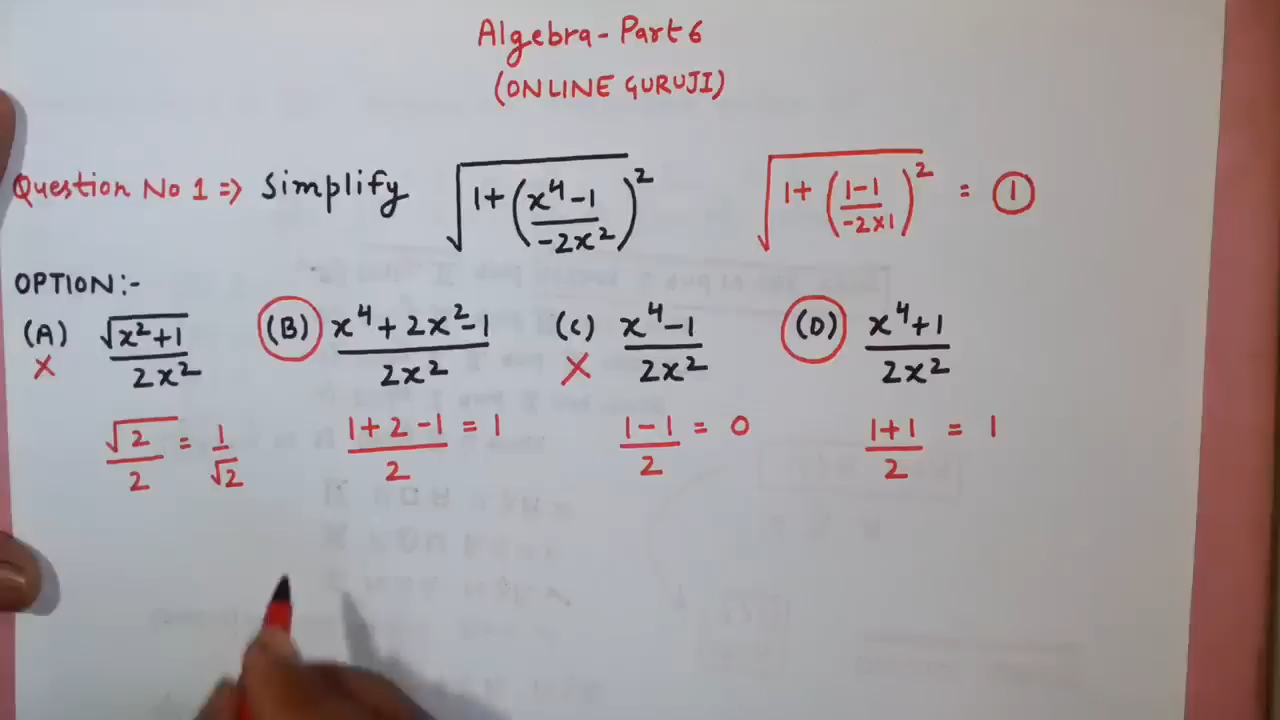 Algebra - Part 6
(ONLINE GURUJI)
Question No 1 => Simplify √(1 + ((x⁴ - 1)/(-2x²))²) √(1 + ((1 - 1)/(-2×1))²) = 1
OPTION:-
(A) √(x² + 1)/2x² (B) (x⁴ + 2x² - 1)/2x² (C) (x⁴ - 1)/2x² (D) (x⁴ + 1)/2x²
× ×
√2/2 = 1/√2 (1 + 2 - 1)/2 = 1 (1 - 1)/2 = 0 (1 + 1)/2 = 1